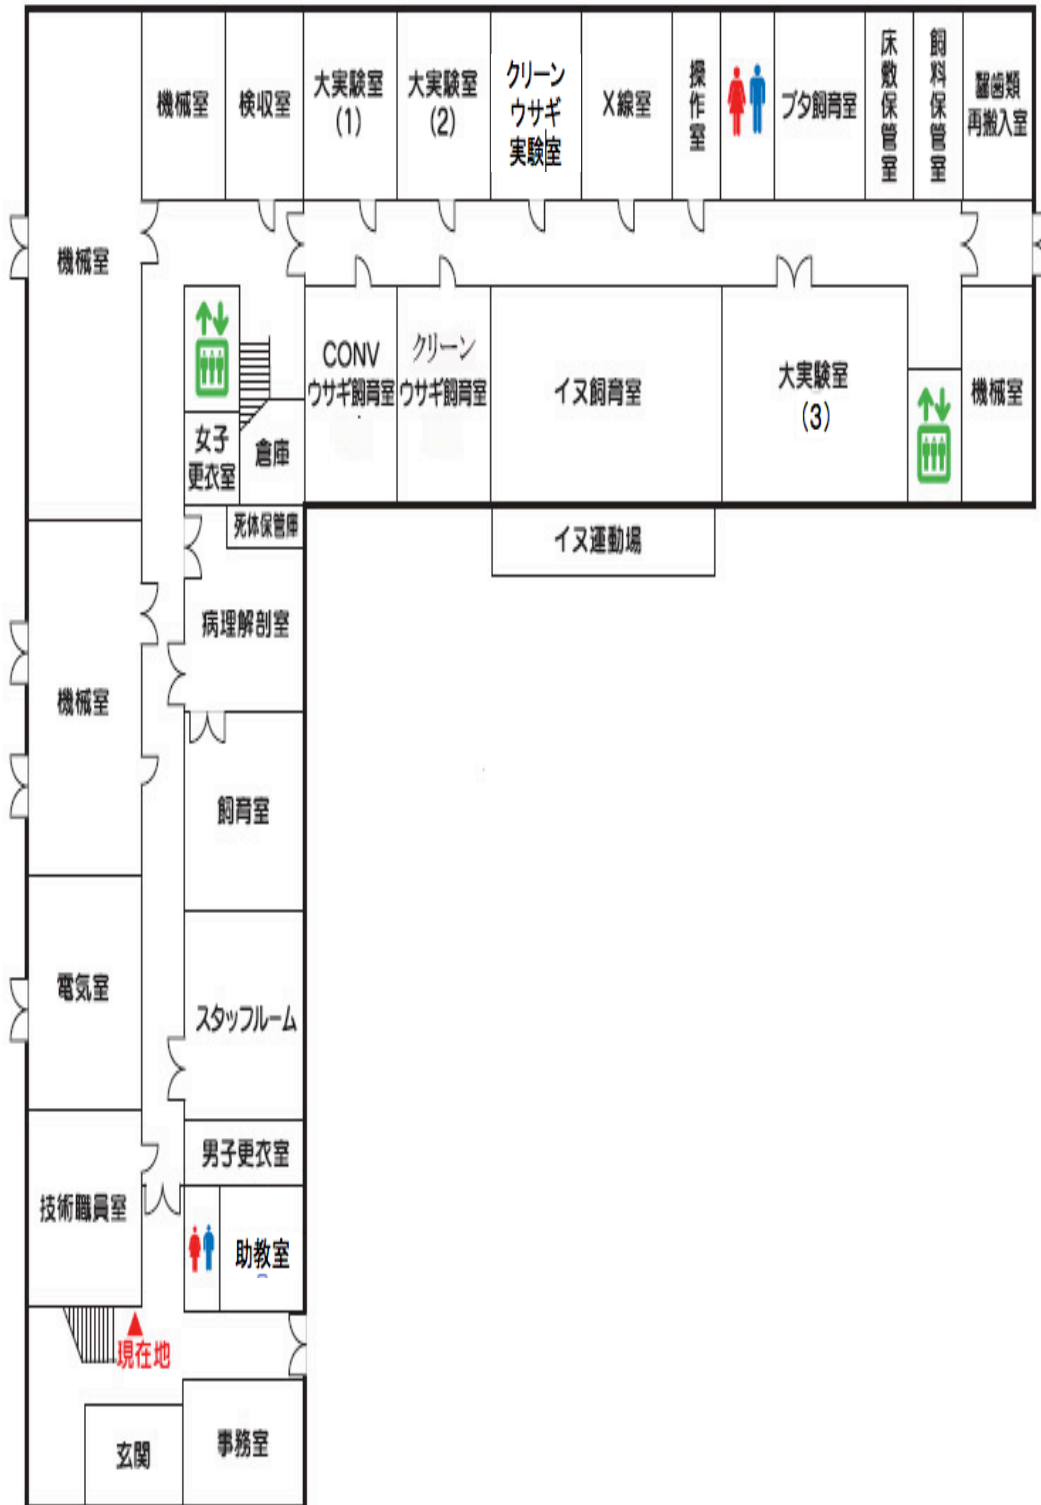 機械室
検収室
大実験室
(1)
大実験室
(2)
クリーン
ウサギ
実験室
X線室
操作室
ブタ飼育室
床敷保管室
飼料保管室
齧歯類
再搬入室
機械室
CONV
ウサギ飼育室
クリーン
ウサギ飼育室
イヌ飼育室
大実験室
(3)
機械室
女子
更衣室
倉庫
死体保管庫
イヌ運動場
病理解剖室
機械室
飼育室
電気室
スタッフルーム
男子更衣室
技術職員室
助教室
現在地
玄関
事務室